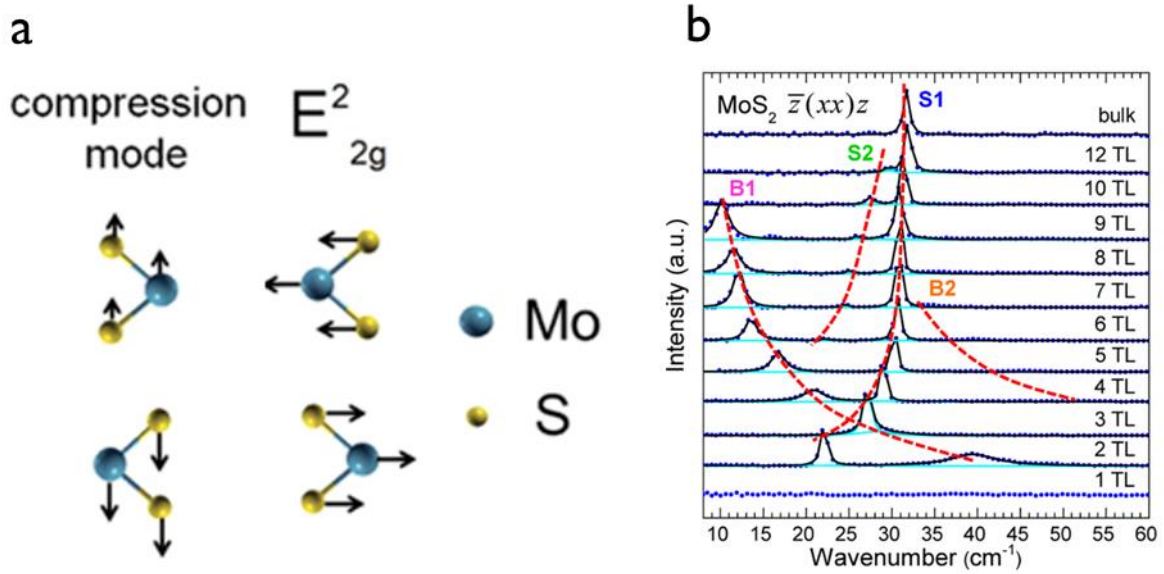 a
compression
mode
E²₂g
Mo
S
b
MoS₂ z̅(xx)z
S1
bulk
S2
12 TL
B1
10 TL
9 TL
8 TL
B2
7 TL
6 TL
5 TL
4 TL
3 TL
2 TL
1 TL
Intensity (a.u.)
10 15 20 25 30 35 40 45 50 55 60
Wavenumber (cm⁻¹)